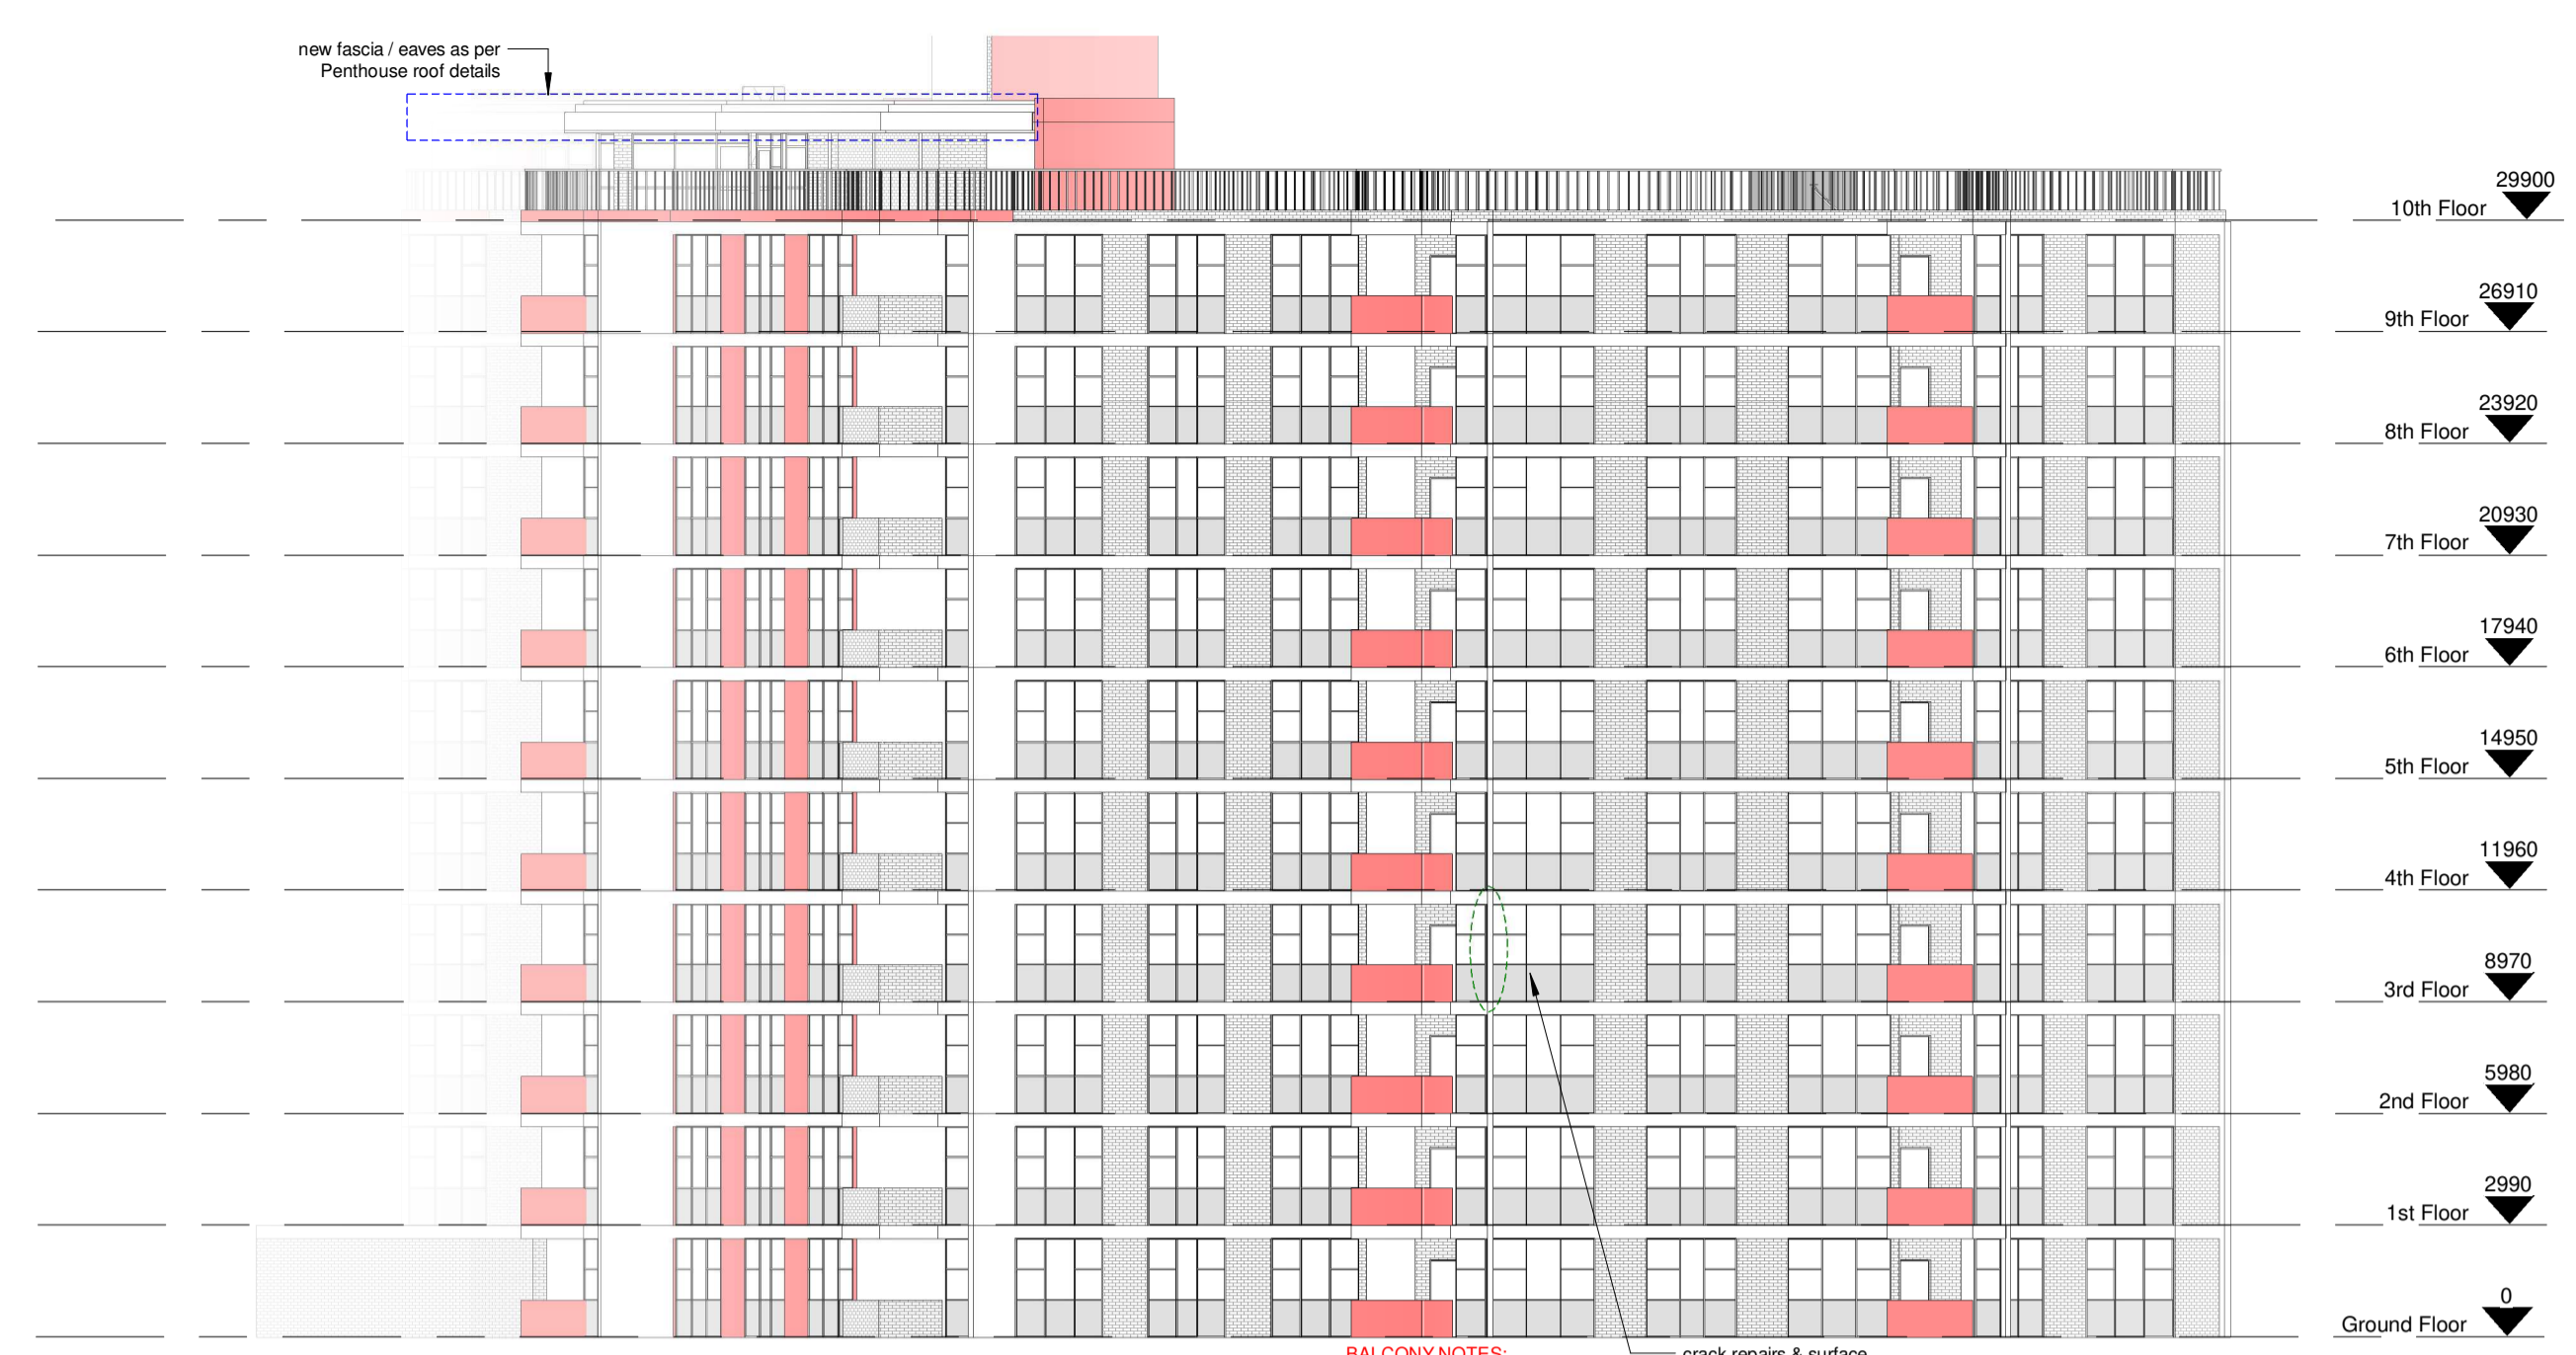 new fascia / eaves as per
Penthouse roof details
29900
10th Floor
26910
9th Floor
23920
8th Floor
20930
7th Floor
17940
6th Floor
14950
5th Floor
11960
4th Floor
8970
3rd Floor
5980
2nd Floor
2990
1st Floor
0
Ground Floor
BALCONY NOTES:
crack repairs & surface